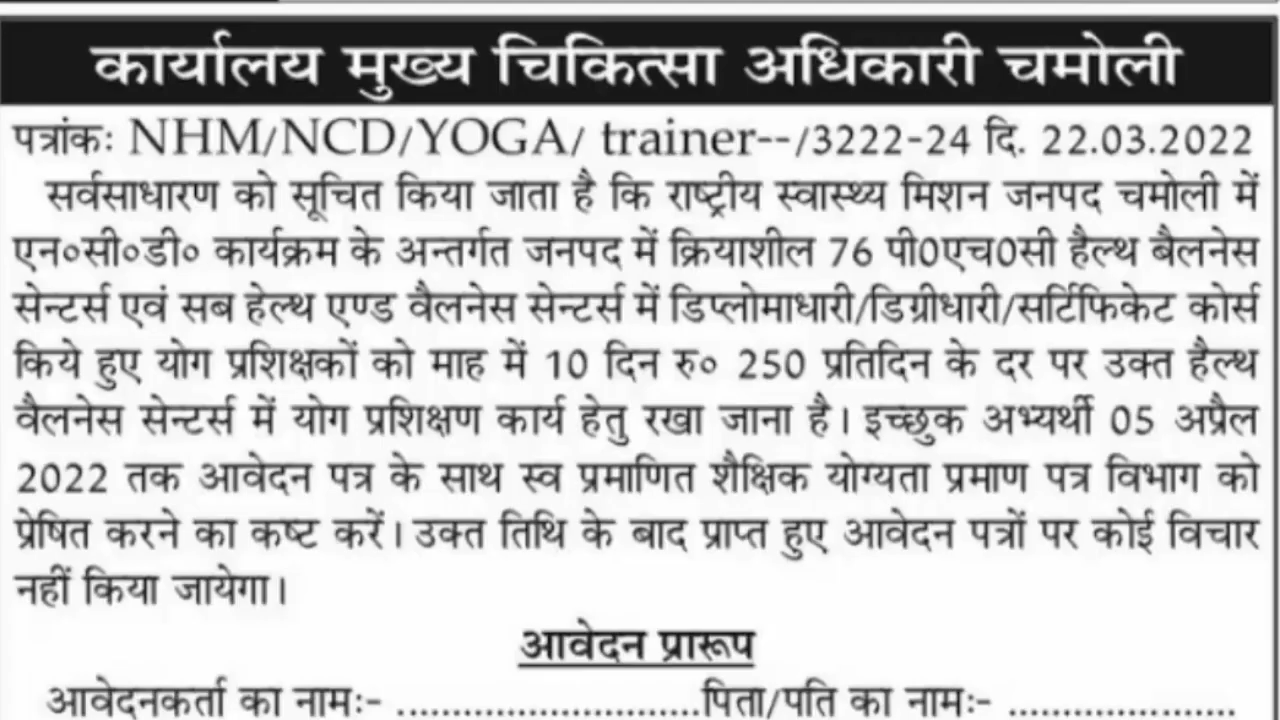 कार्यालय मुख्य चिकित्सा अधिकारी चमोली
पत्रांकः NHM/NCD/YOGA/ trainer--/3222-24 दि. 22.03.2022
सर्वसाधारण को सूचित किया जाता है कि राष्ट्रीय स्वास्थ्य मिशन जनपद चमोली में
एन०सी०डी० कार्यक्रम के अन्तर्गत जनपद में क्रियाशील 76 पी0एच0सी हैल्थ बैलनेस
सेन्टर्स एवं सब हेल्थ एण्ड वैलनेस सेन्टर्स में डिप्लोमाधारी/डिग्रीधारी/सर्टिफिकेट कोर्स
किये हुए योग प्रशिक्षकों को माह में 10 दिन रु० 250 प्रतिदिन के दर पर उक्त हैल्थ
वैलनेस सेन्टर्स में योग प्रशिक्षण कार्य हेतु रखा जाना है। इच्छुक अभ्यर्थी 05 अप्रैल
2022 तक आवेदन पत्र के साथ स्व प्रमाणित शैक्षिक योग्यता प्रमाण पत्र विभाग को
प्रेषित करने का कष्ट करें। उक्त तिथि के बाद प्राप्त हुए आवेदन पत्रों पर कोई विचार
नहीं किया जायेगा।
आवेदन प्रारूप
आवेदनकर्ता का नामः- ...........................पिता/पति का नामः- .....................